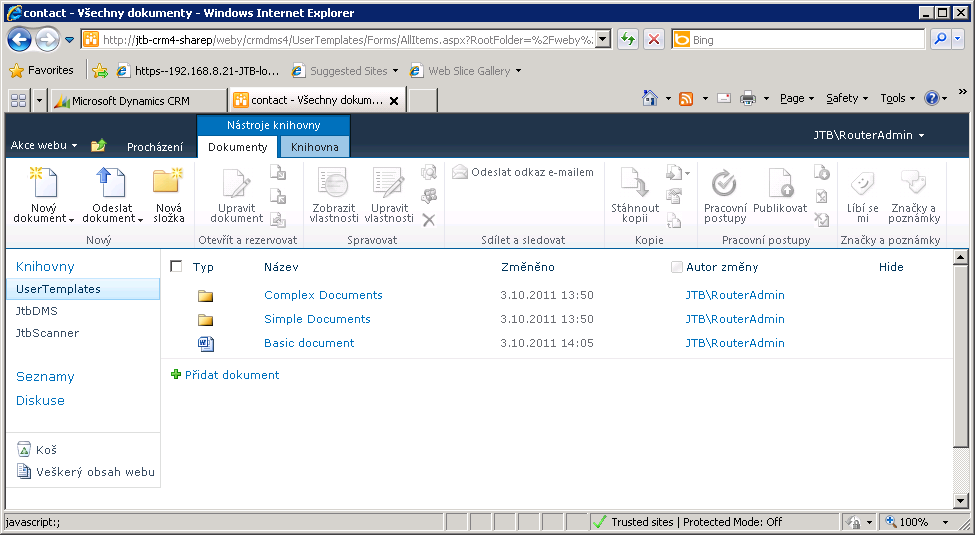 contact - Všechny dokumenty - Windows Internet Explorer
http://jtb-crm4-sharep/weby/crmdms4/UserTemplates/Forms/AllItems.aspx?RootFolder=%2Fweby%2
Bing
Favorites
https--192.168.8.21-JTB-lo...
Suggested Sites
Web Slice Gallery
Microsoft Dynamics CRM
contact - Všechny dokum...
Page
Safety
Tools
»
Akce webu
Procházení
Nástroje knihovny
Dokumenty
Knihovna
JTB\RouterAdmin
Nový dokument
Odeslat dokument
Nová složka
Nový
Upravit dokument
Otevřít a rezervovat
Zobrazit vlastnosti
Upravit vlastnosti
Spravovat
Odeslat odkaz e-mailem
Sdílet a sledovat
Stáhnout kopii
Kopie
Pracovní postupy
Publikovat
Pracovní postupy
Líbí se mi
Značky a poznámky
Značky a poznámky
Knihovny
UserTemplates
JtbDMS
JtbScanner
Seznamy
Diskuse
Koš
Veškerý obsah webu
Typ Název Změněno Autor změny Hide
Complex Documents 3.10.2011 13:50 JTB\RouterAdmin
Simple Documents 3.10.2011 13:50 JTB\RouterAdmin
Basic document 3.10.2011 14:05 JTB\RouterAdmin
Přidat dokument
javascript:;
Trusted sites | Protected Mode: Off
100%